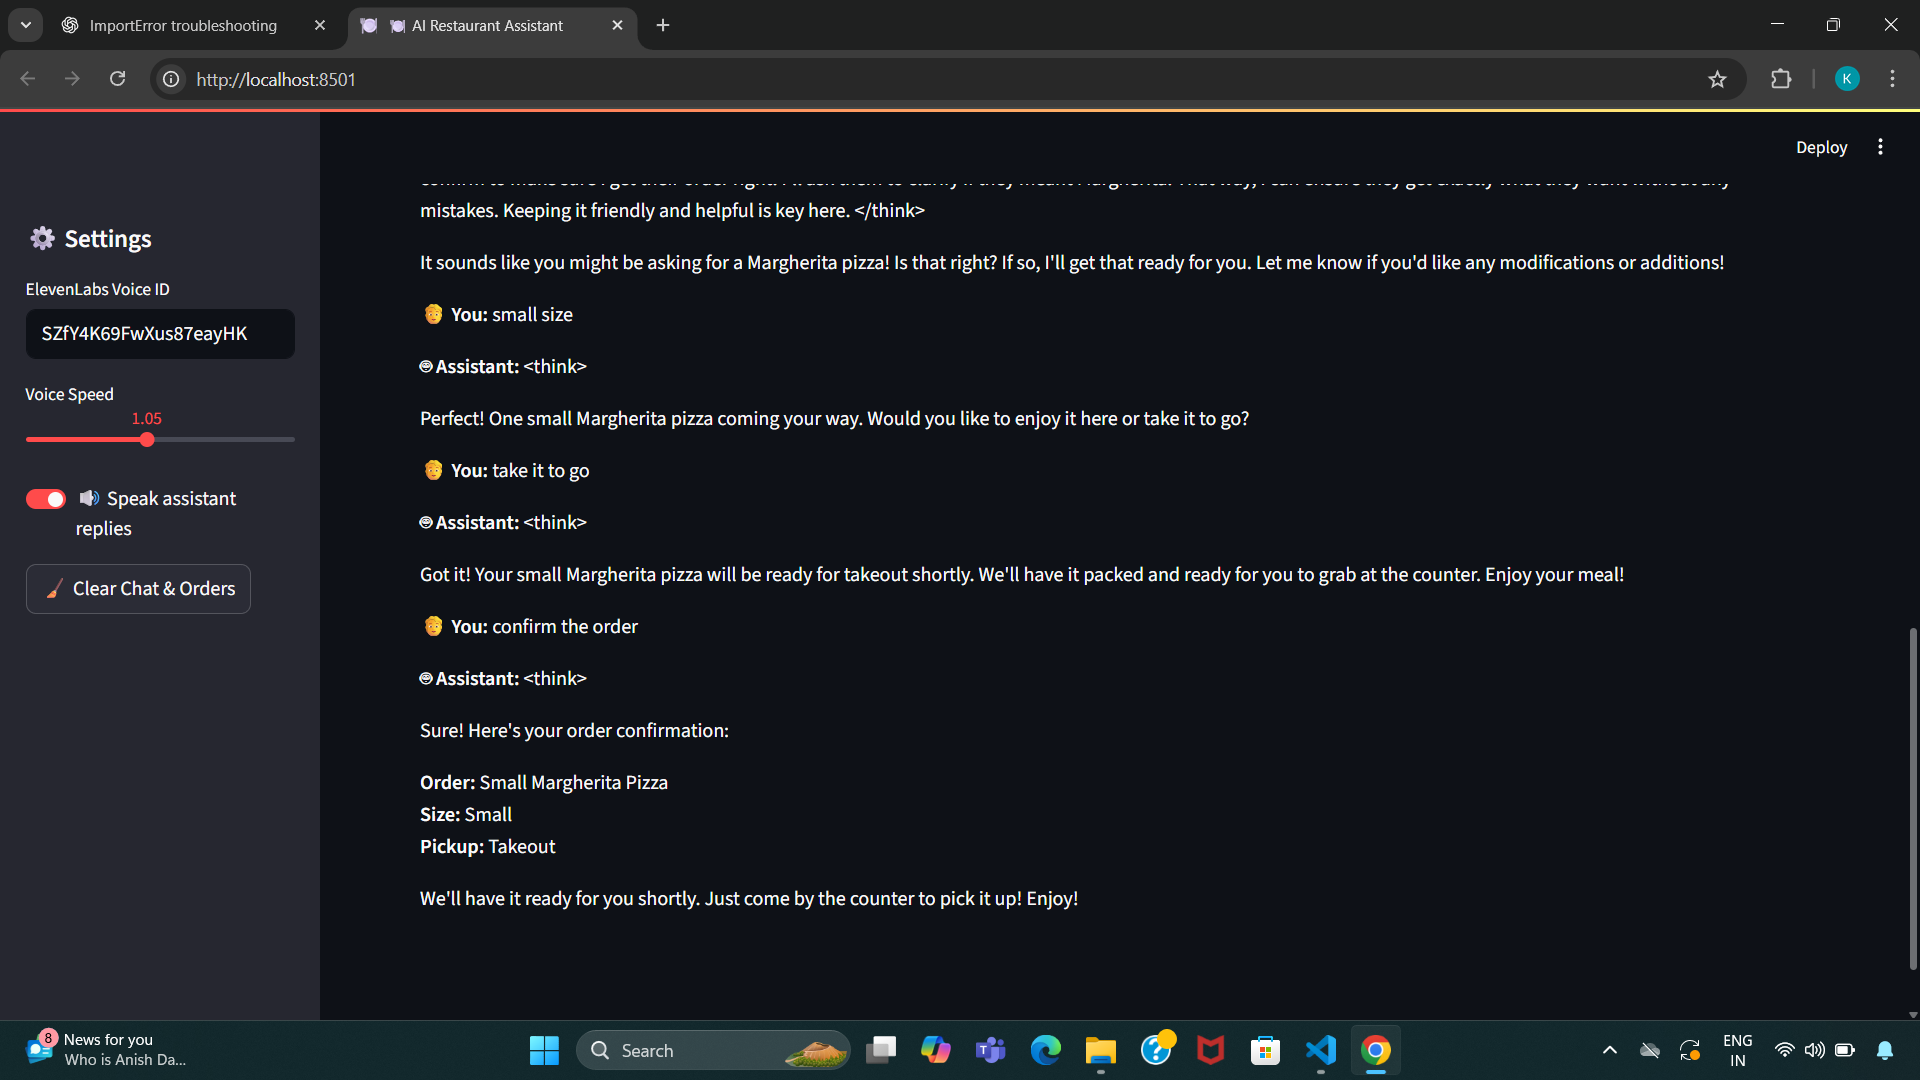 ImportError troubleshooting
AI Restaurant Assistant
http://localhost:8501
K
Deploy
Settings
ElevenLabs Voice ID
SZfY4K69FwXus87eayHK
Voice Speed
1.05
Speak assistant
replies
Clear Chat & Orders
mistakes. Keeping it friendly and helpful is key here. </think>
It sounds like you might be asking for a Margherita pizza! Is that right? If so, I'll get that ready for you. Let me know if you'd like any modifications or additions!
You: small size
Assistant: <think>
Perfect! One small Margherita pizza coming your way. Would you like to enjoy it here or take it to go?
You: take it to go
Assistant: <think>
Got it! Your small Margherita pizza will be ready for takeout shortly. We'll have it packed and ready for you to grab at the counter. Enjoy your meal!
You: confirm the order
Assistant: <think>
Sure! Here's your order confirmation:
Order: Small Margherita Pizza
Size: Small
Pickup: Takeout
We'll have it ready for you shortly. Just come by the counter to pick it up! Enjoy!
8
News for you
Who is Anish Da...
Search
ENG
IN